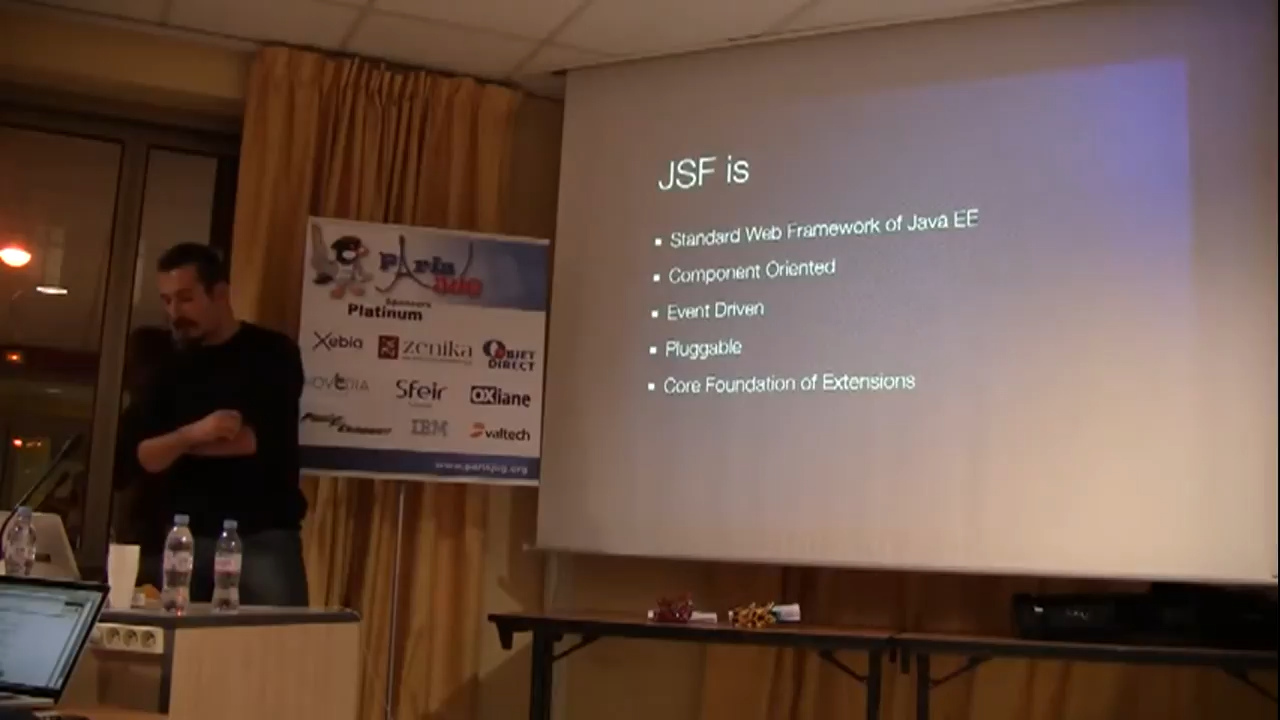 JSF is
Standard Web Framework of Java EE
Component Oriented
Event Driven
Pluggable
Core Foundation of Extensions
Paris JUG
Sponsors
Platinum
Xebia
zenika
OBJET DIRECT
Sfeir
OXiane
IBM
valtech
www.parisjug.org